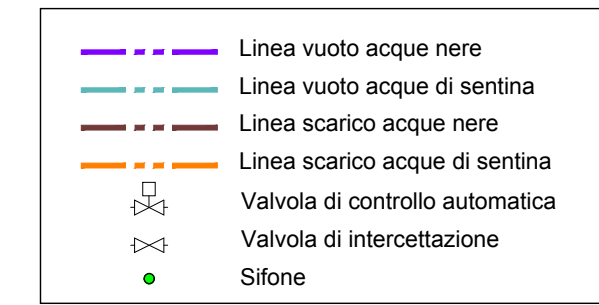 Linea vuoto acque nere
Linea vuoto acque di sentina
Linea scarico acque nere
Linea scarico acque di sentina
Valvola di controllo automatica
Valvola di intercettazione
Sifone